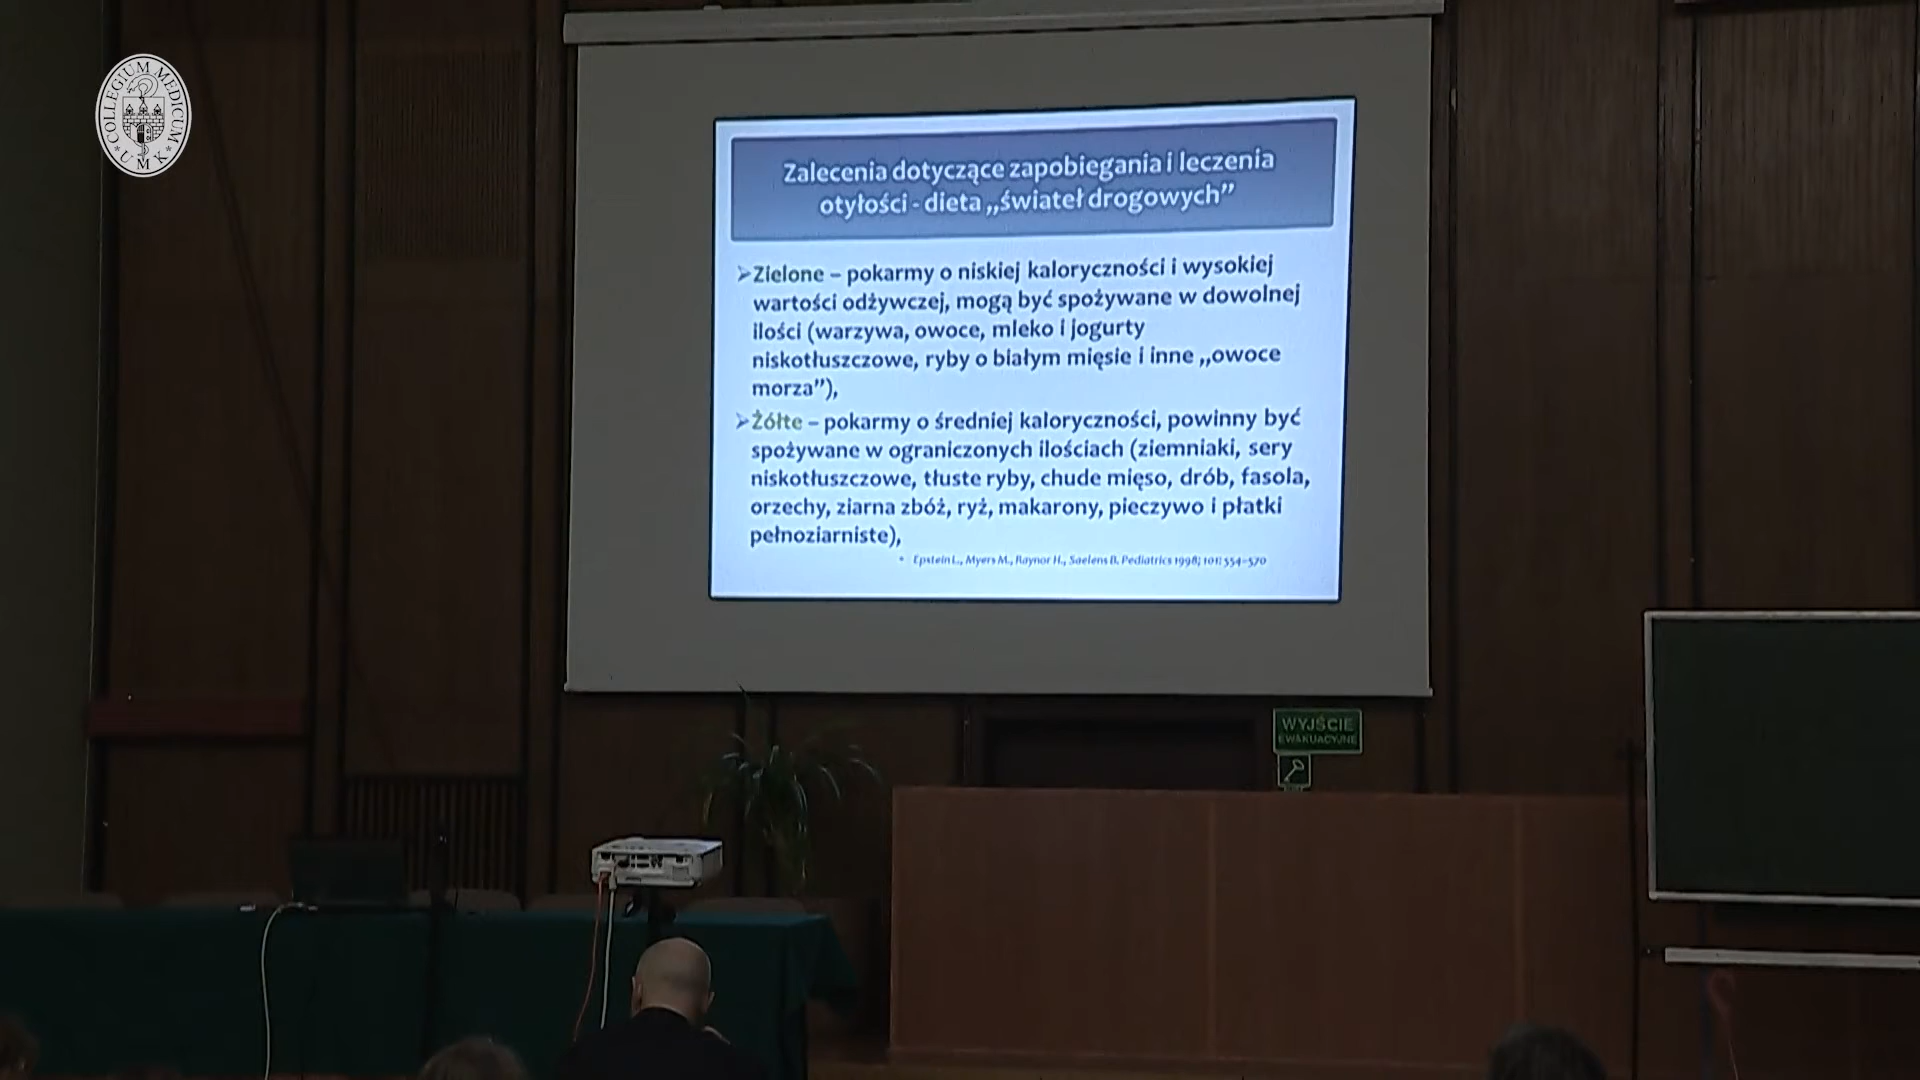 COLLEGIUM MEDICUM
* UMK *
Zalecenia dotyczące zapobiegania i leczenia
otyłości - dieta „świateł drogowych”
➢Zielone – pokarmy o niskiej kaloryczności i wysokiej
wartości odżywczej, mogą być spożywane w dowolnej
ilości (warzywa, owoce, mleko i jogurty
niskotłuszczowe, ryby o białym mięsie i inne „owoce
morza”),
➢Żółte – pokarmy o średniej kaloryczności, powinny być
spożywane w ograniczonych ilościach (ziemniaki, sery
niskotłuszczowe, tłuste ryby, chude mięso, drób, fasola,
orzechy, ziarna zbóż, ryż, makarony, pieczywo i płatki
pełnoziarniste),
• Epstein L., Myers M., Raynor H., Saelens B. Pediatrics 1998; 101: 554–570
WYJŚCIE
EWAKUACYJNE